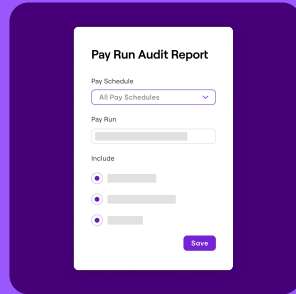 Pay Run Audit Report
Pay Schedule
All Pay Schedules
Pay Run
Include
Save